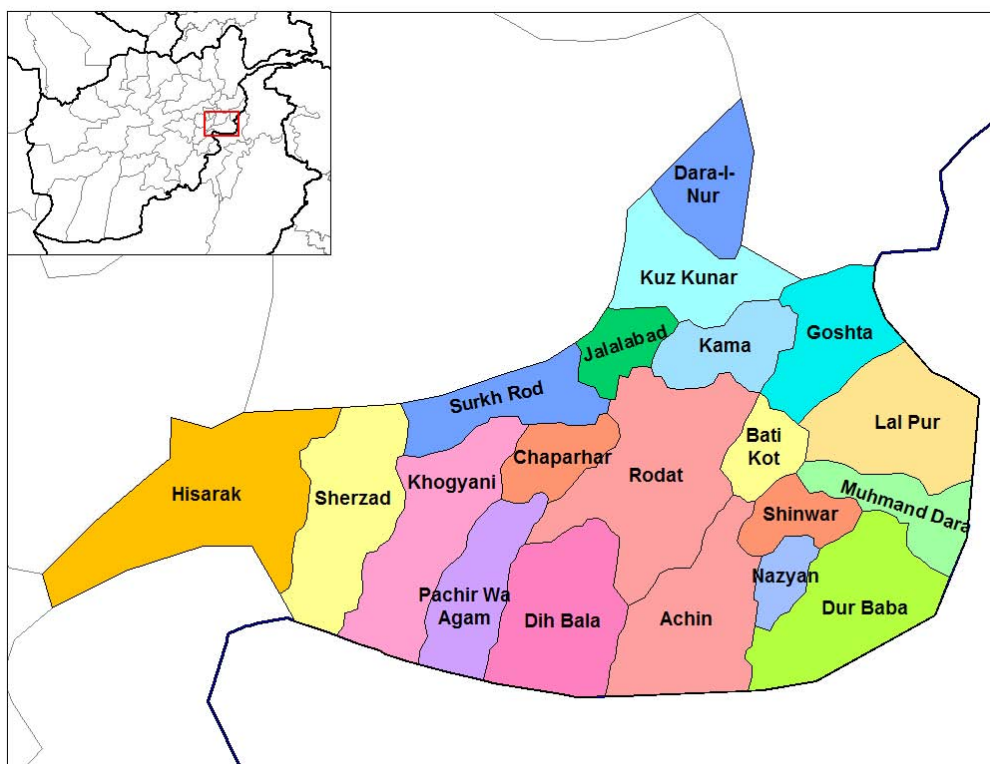 Dara-I-
Nur
Kuz Kunar
Goshta
Jalalabad
Kama
Surkh Rod
Lal Pur
Bati
Kot
Chaparhar
Khogyani
Rodat
Hisarak
Sherzad
Muhmand Dara
Shinwar
Nazyan
Pachir Wa
Agam
Dih Bala
Achin
Dur Baba